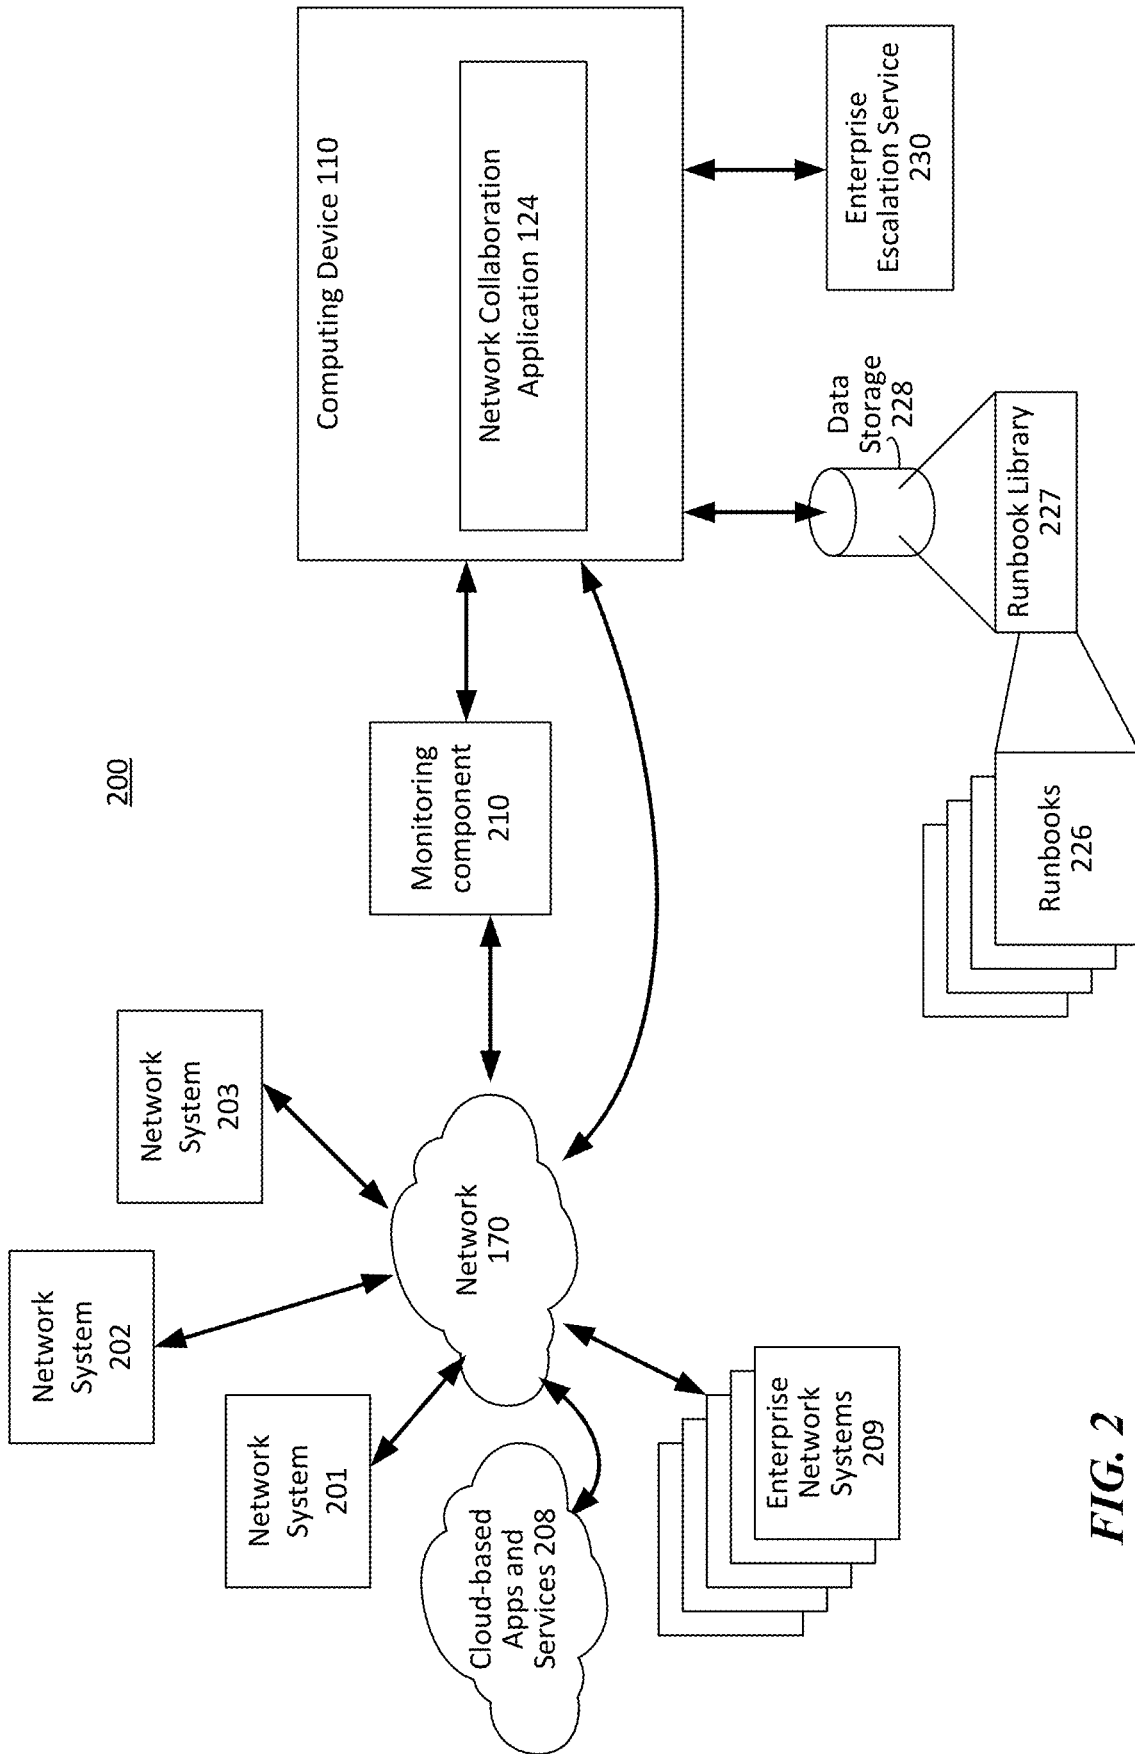 200
Network
System
202
Network
System
203
Network
System
201
Cloud-based
Apps and
Services 208
Network
170
Enterprise
Network
Systems
209
Monitoring
component
210
Computing Device 110
Network Collaboration
Application 124
Data
Storage
228
Enterprise
Escalation Service
230
Runbook Library
227
Runbooks
226
FIG. 2